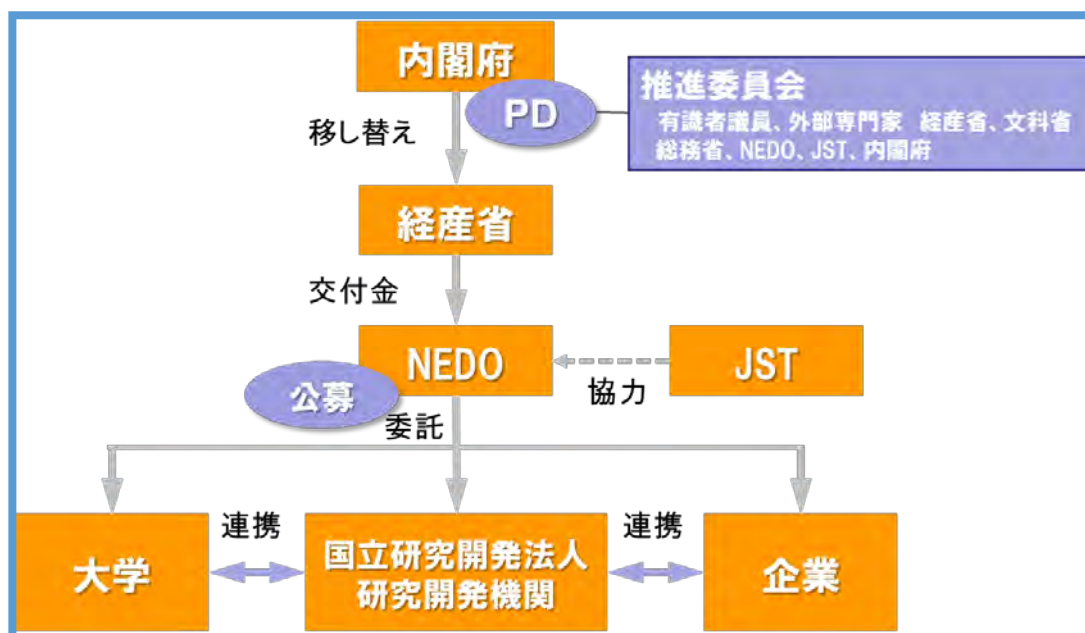 内閣府
PD
推進委員会
有識者議員、外部専門家 経産省、文科省
総務省、NEDO、JST、内閣府
移し替え
経産省
交付金
NEDO
JST
公募
協力
委託
連携
連携
大学
国立研究開発法人
研究開発機関
企業